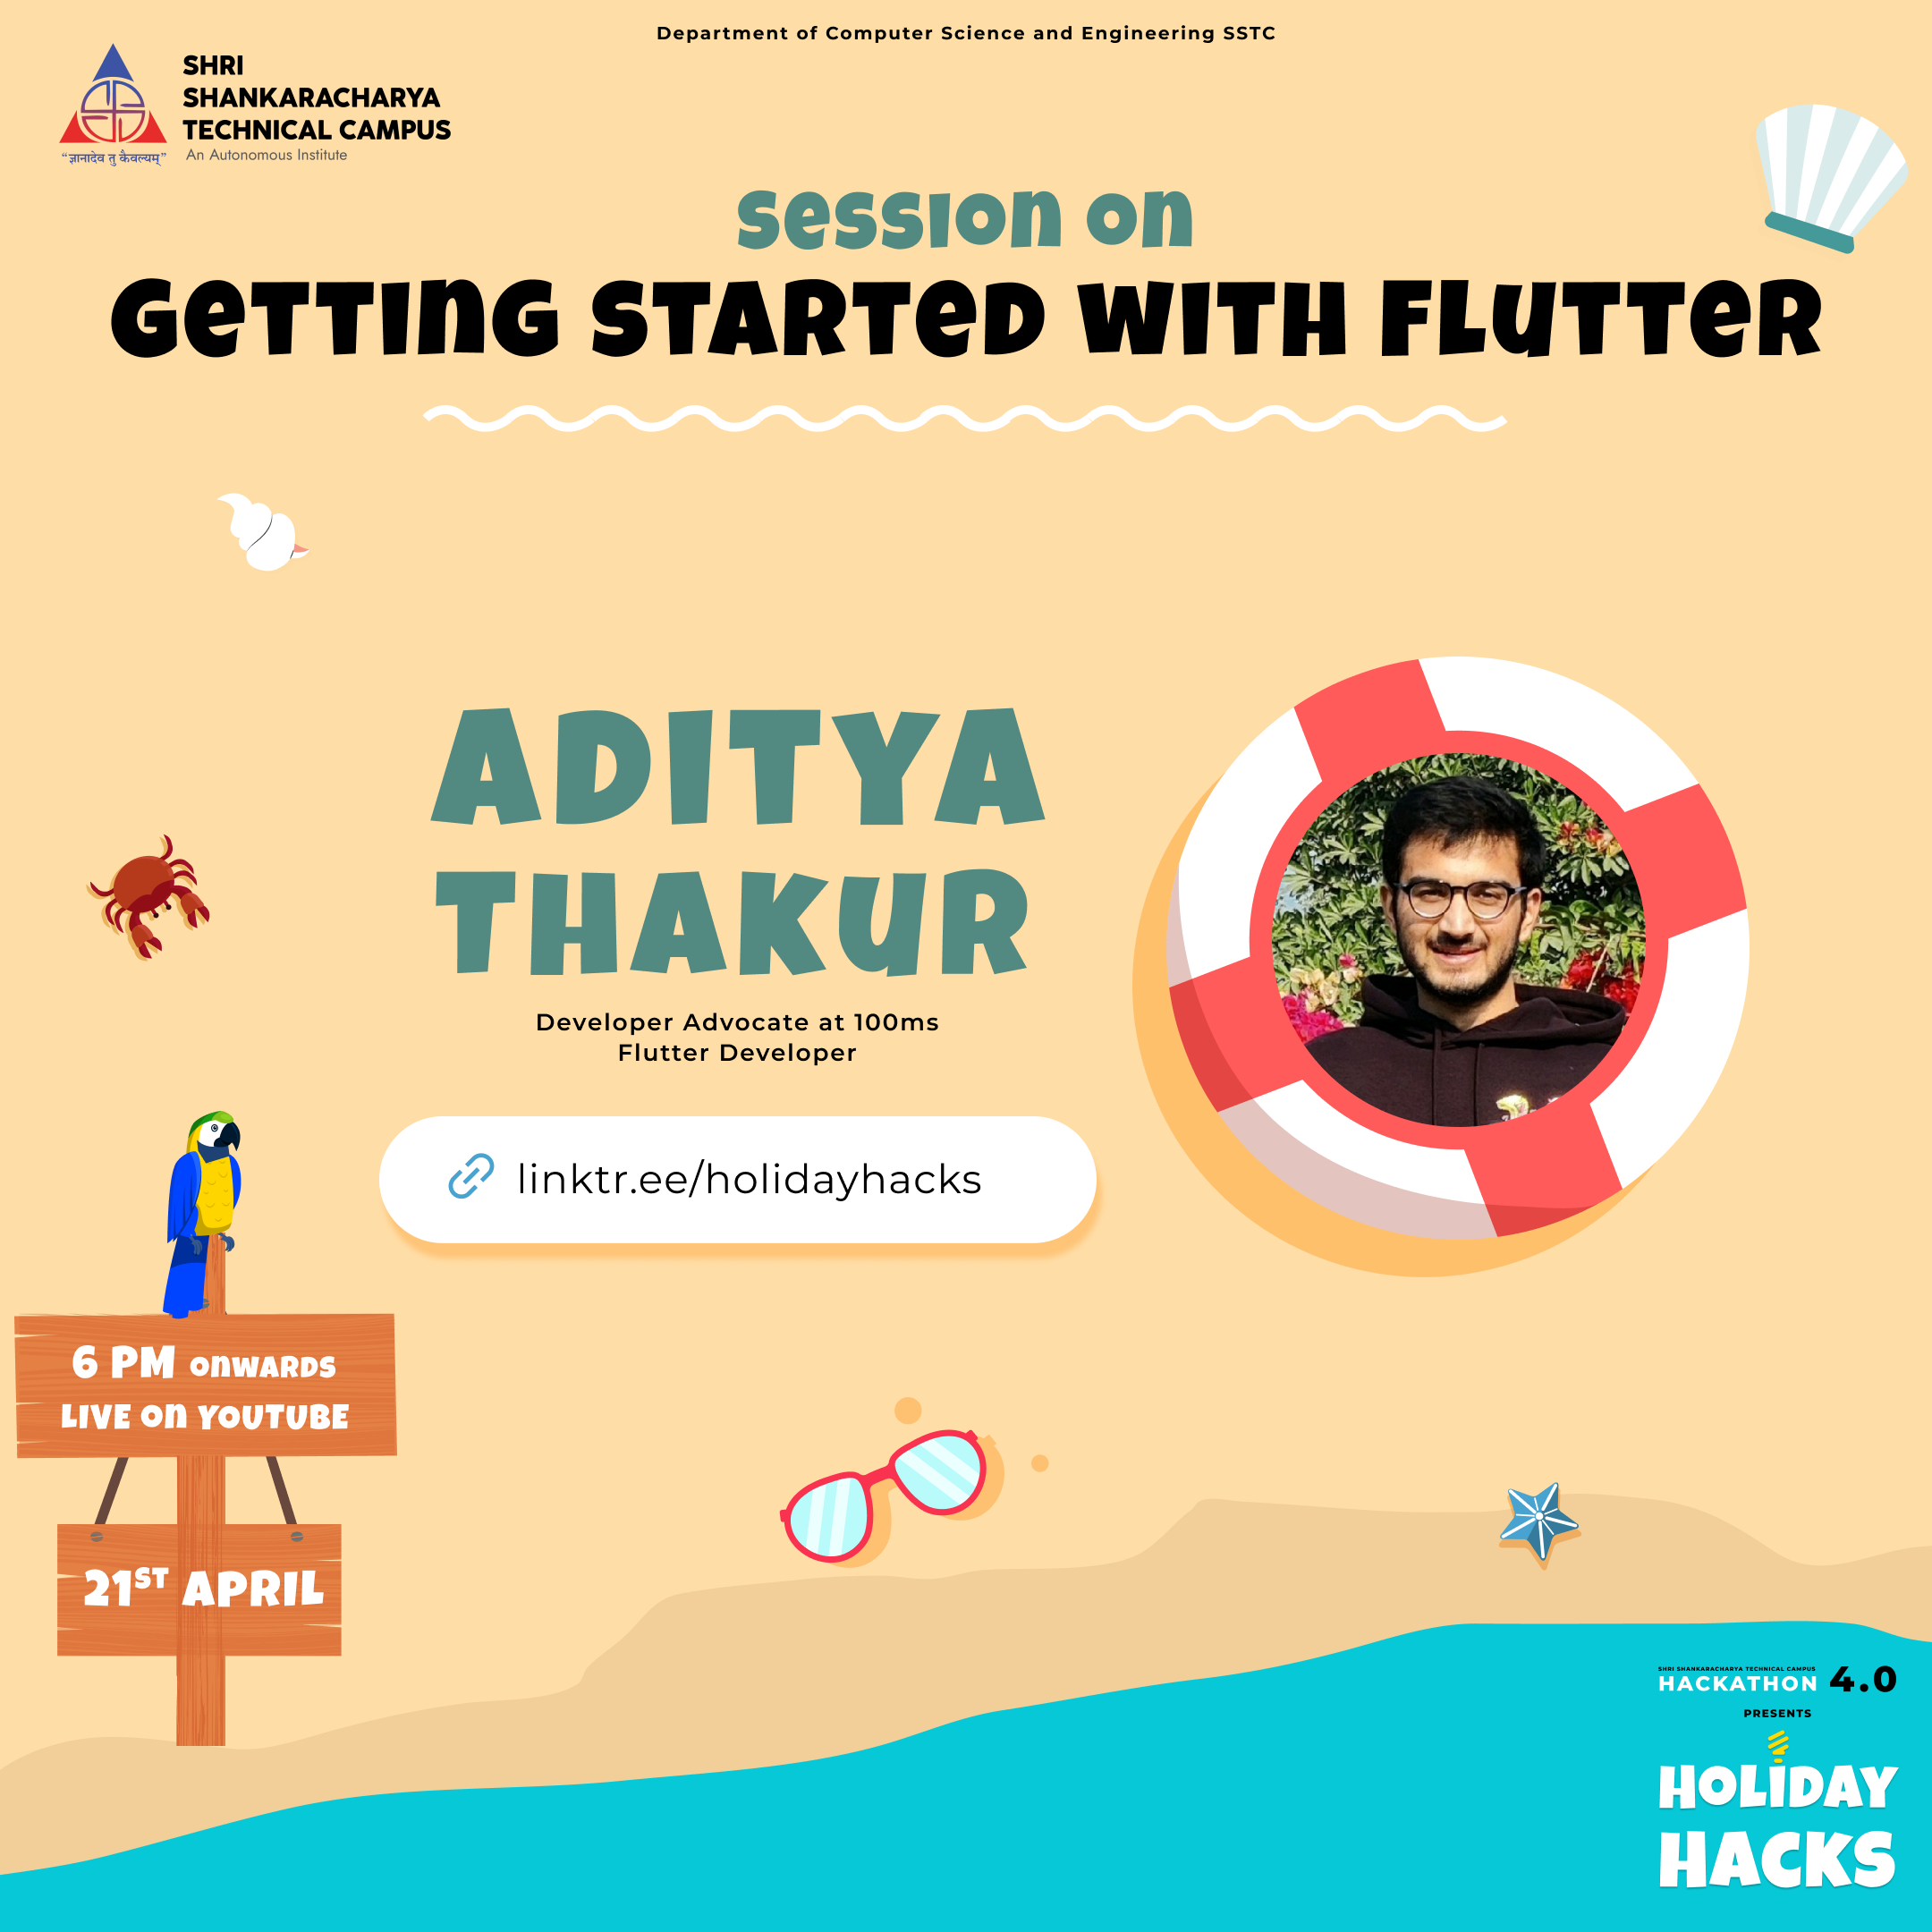 Department of Computer Science and Engineering SSTC
SHRI
SHANKARACHARYA
TECHNICAL CAMPUS
An Autonomous Institute
“ज्ञानादेव तु कैवल्यम्”
Session on
Getting Started with Flutter
ADITYA
THAKUR
Developer Advocate at 100ms
Flutter Developer
linktr.ee/holidayhacks
6 PM onwards
LIVE on YOUTUBE
21ST APRIL
SHRI SHANKARACHARYA TECHNICAL CAMPUS
HACKATHON 4.0
PRESENTS
HOLIDAY
HACKS